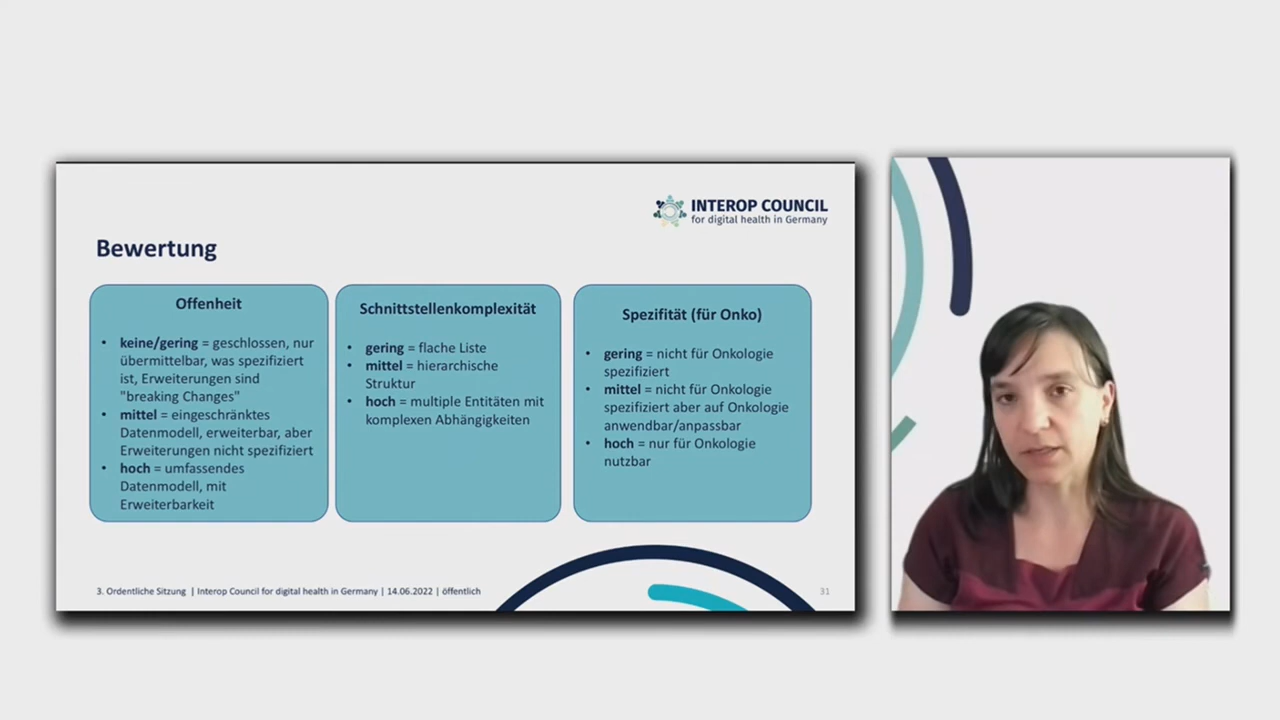 INTEROP COUNCIL
for digital health in Germany
Bewertung
Offenheit
• keine/gering = geschlossen, nur
übermittelbar, was spezifiziert
ist, Erweiterungen sind
"breaking Changes"
• mittel = eingeschränktes
Datenmodell, erweiterbar, aber
Erweiterungen nicht spezifiziert
• hoch = umfassendes
Datenmodell, mit
Erweiterbarkeit
Schnittstellenkomplexität
• gering = flache Liste
• mittel = hierarchische
Struktur
• hoch = multiple Entitäten mit
komplexen Abhängigkeiten
Spezifität (für Onko)
• gering = nicht für Onkologie
spezifiziert
• mittel = nicht für Onkologie
spezifiziert aber auf Onkologie
anwendbar/anpassbar
• hoch = nur für Onkologie
nutzbar
3. Ordentliche Sitzung | Interop Council for digital health in Germany | 14.06.2022 | öffentlich
31